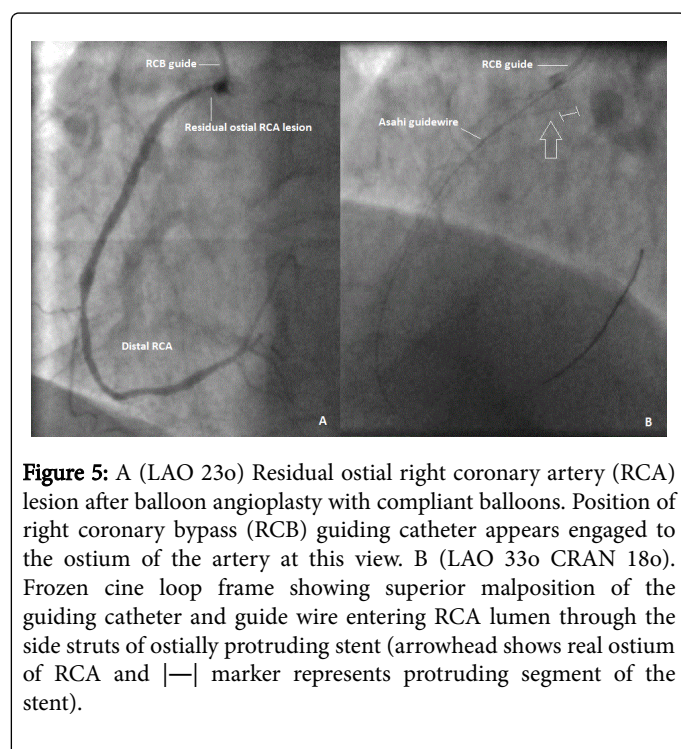 RCB guide
Residual ostial RCA lesion
Distal RCA
A
RCB guide
Asahi guidewire
B
Figure 5: A (LAO 23o) Residual ostial right coronary artery (RCA)
lesion after balloon angioplasty with compliant balloons. Position of
right coronary bypass (RCB) guiding catheter appears engaged to
the ostium of the artery at this view. B (LAO 33o CRAN 18o).
Frozen cine loop frame showing superior malposition of the
guiding catheter and guide wire entering RCA lumen through the
side struts of ostially protruding stent (arrowhead shows real ostium
of RCA and |—| marker represents protruding segment of the
stent).